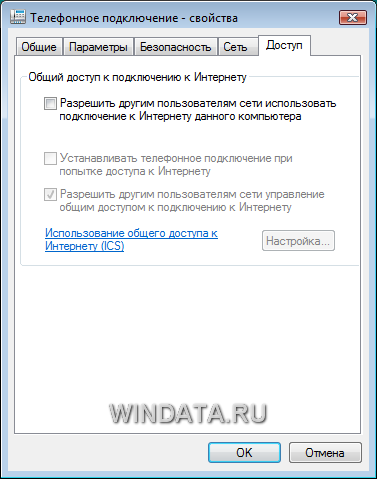 Телефонное подключение - свойства
Общие Параметры Безопасность Сеть Доступ
Общий доступ к подключению к Интернету
Разрешить другим пользователям сети использовать
подключение к Интернету данного компьютера
Устанавливать телефонное подключение при
попытке доступа к Интернету
Разрешить другим пользователям сети управление
общим доступом к подключению к Интернету
Использование общего доступа к
Интернету (ICS)
Настройка...
WINDATA.RU
OK Отмена